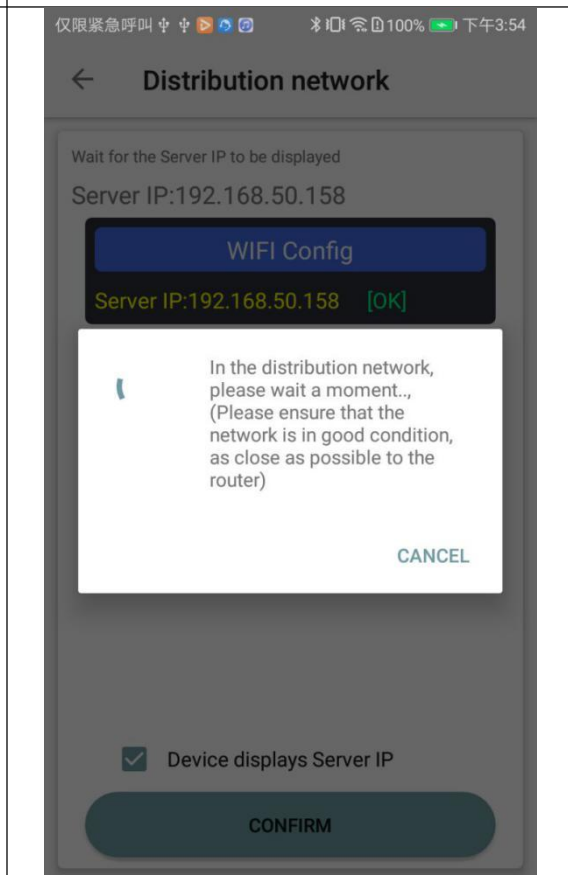 仅限紧急呼叫 100% 下午3:54
Distribution network
Wait for the Server IP to be displayed
Server IP:192.168.50.158
WIFI Config
Server IP:192.168.50.158 [OK]
In the distribution network,
please wait a moment..,
(Please ensure that the
network is in good condition,
as close as possible to the
router)
CANCEL
Device displays Server IP
CONFIRM